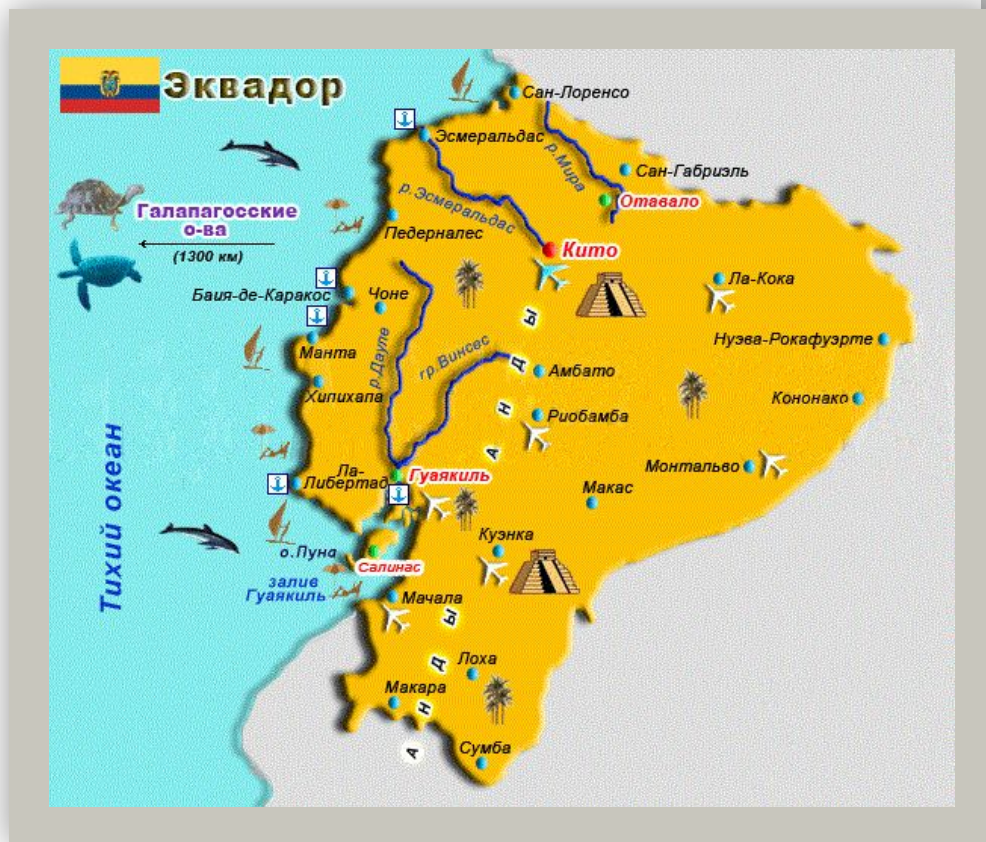 Эквадор
Сан-Лоренсо
Эсмеральдас
р.Мира
Сан-Габриэль
р.Эсмеральдас
Отавало
Галапагосские
о-ва
(1300 км)
Педерналес
Кито
Ла-Кока
Баия-де-Каракос
Чоне
Нуэва-Рокафуэрте
Манта
р.Дауле
гр.Винсес
Амбато
Хипихапа
Кононако
Риобамба
АНДЫ
Тихий океан
Ла-
Либертад
Гуаякиль
Монтальво
Макас
Куэнка
о.Пуна
Салинас
залив
Гуаякиль
Мачала
АНДЫ
Лоха
Макара
Сумба